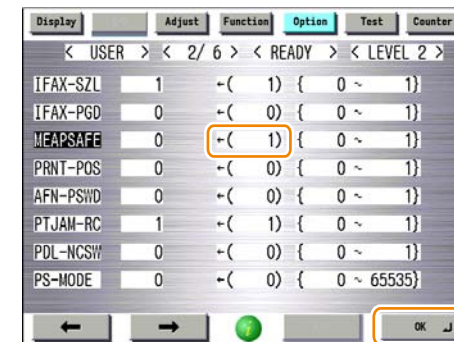 Display Adjust Function Option Test Counter
< USER > < 2/ 6 > < READY > < LEVEL 2 >
IFAX-SZL 1 ←( 1) { 0 ~ 1}
IFAX-PGD 0 ←( 0) { 0 ~ 1}
MEAPSAFE 0 ←( 1) { 0 ~ 1}
PRNT-POS 0 ←( 0) { 0 ~ 1}
AFN-PSWD 0 ←( 0) { 0 ~ 1}
PTJAM-RC 1 ←( 1) { 0 ~ 1}
PDL-NCSW 0 ←( 0) { 0 ~ 1}
PS-MODE 0 ←( 0) { 0 ~ 65535}
← → i OK ↵